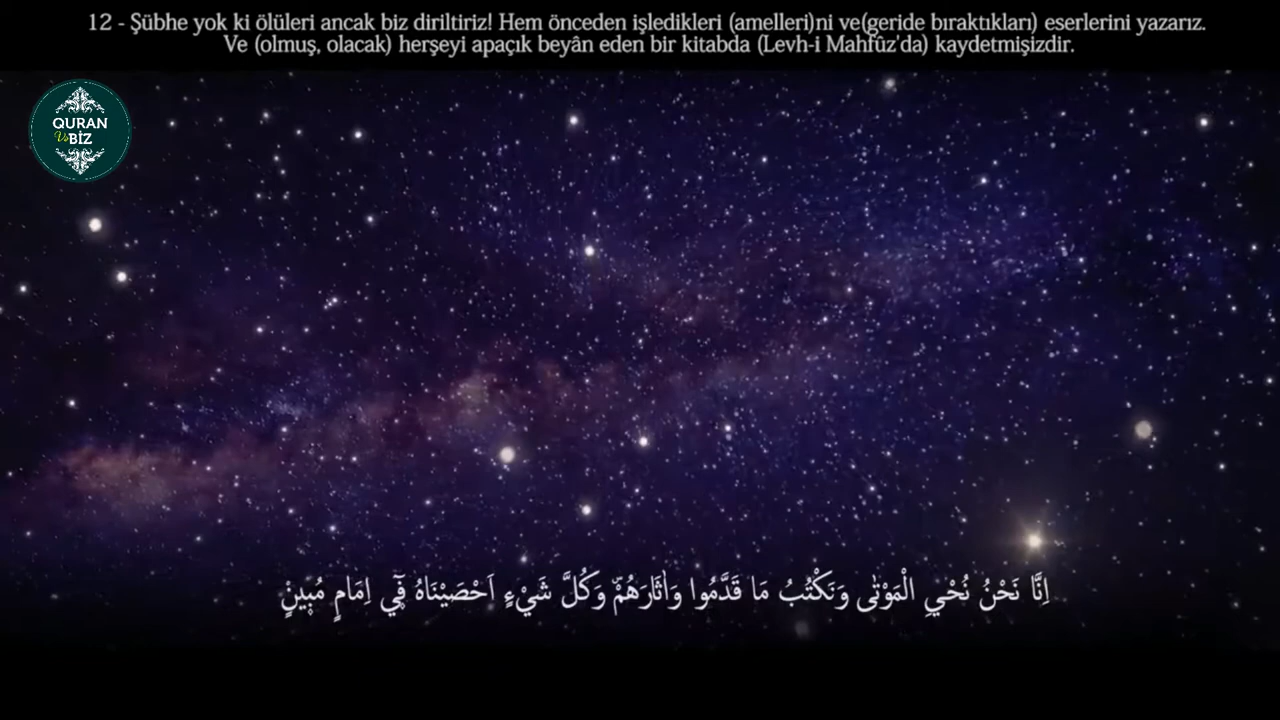 12 - Şübhe yok ki ölüleri ancak biz diriltiriz! Hem önceden işledikleri (amelleri)ni ve(geride bıraktıkları) eserlerini yazarız.
Ve (olmuş, olacak) herşeyi apaçık beyân eden bir kitabda (Levh-i Mahfûz'da) kaydetmişizdir.
QURAN
Ve BİZ
اِنَّا نَحْنُ نُحْيِ الْمَوْتٰى وَنَكْتُبُ مَا قَدَّمُوا وَاٰثَارَهُمْۜ وَكُلَّ شَيْءٍ اَحْصَيْنَاهُ ف۪ٓي اِمَامٍ مُب۪ينٍ۟